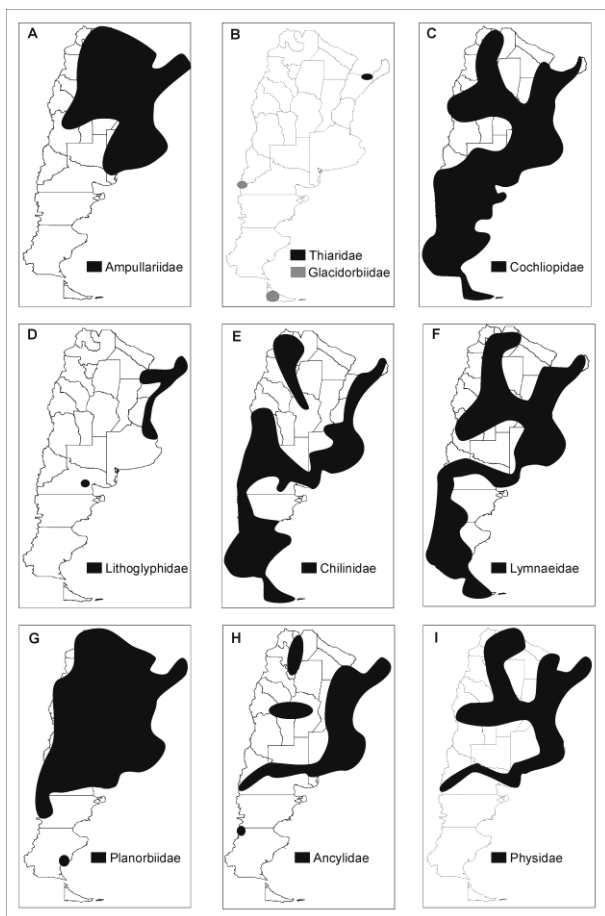 A
Ampullariidae
B
Thiaridae
Glacidorbiidae
C
Cochliopidae
D
Lithoglyphidae
E
Chilinidae
F
Lymnaeidae
G
Planorbiidae
H
Ancylidae
I
Physidae